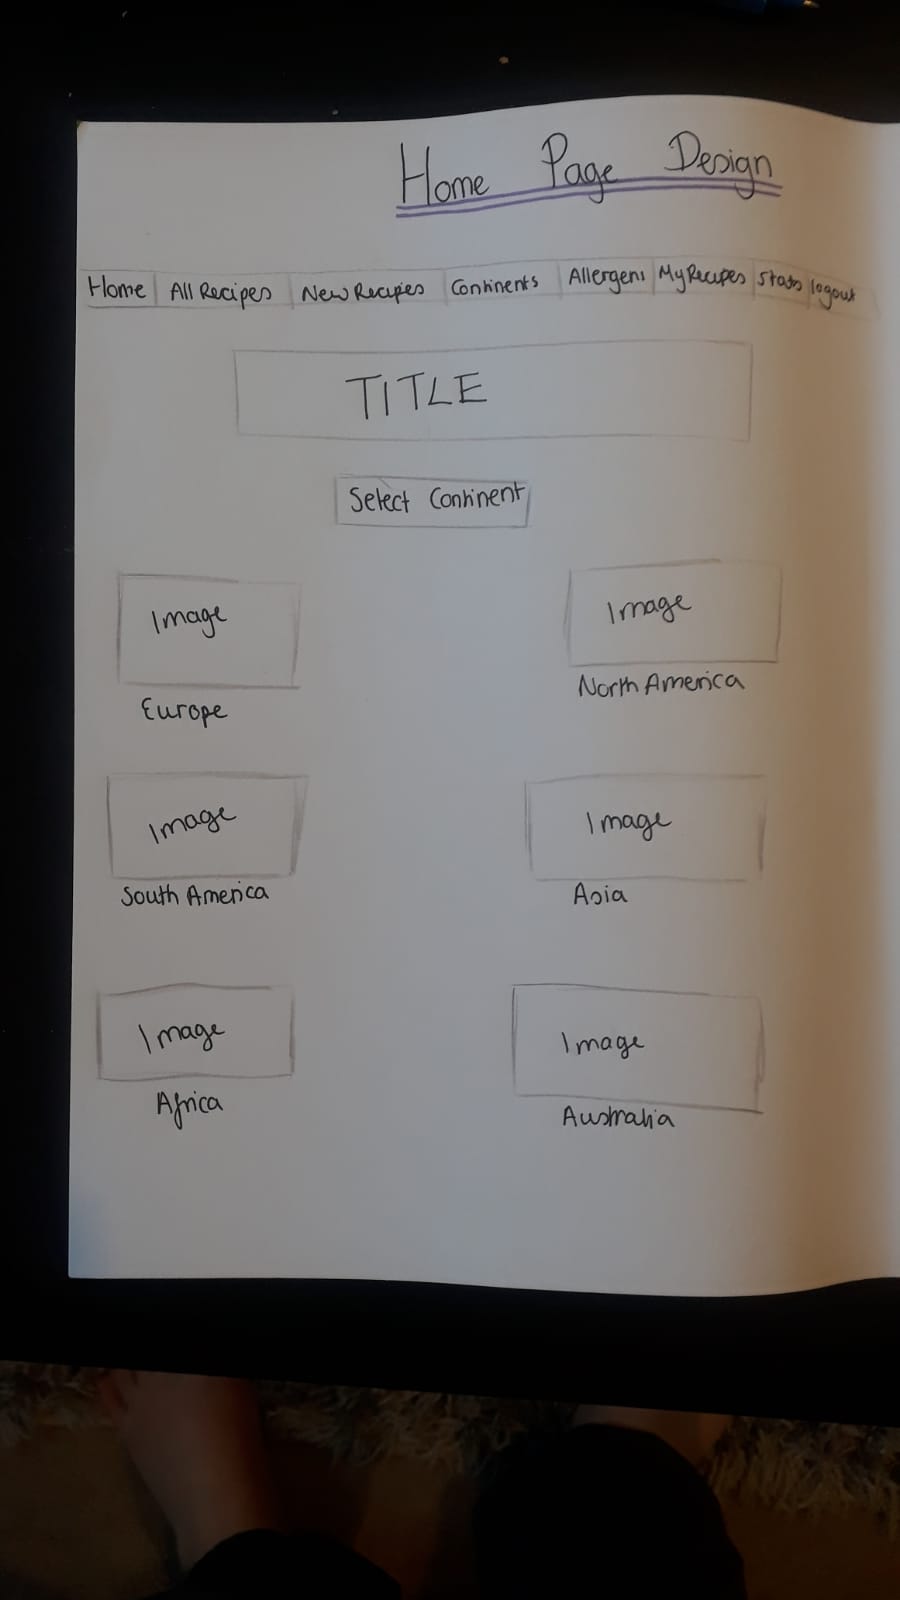 Home Page Design
Home All Recipes New Recipes Continents Allergens My Recipes Stats logout
TITLE
Select Continent
Image Image
Europe North America
Image Image
South America Asia
Image Image
Africa Australia